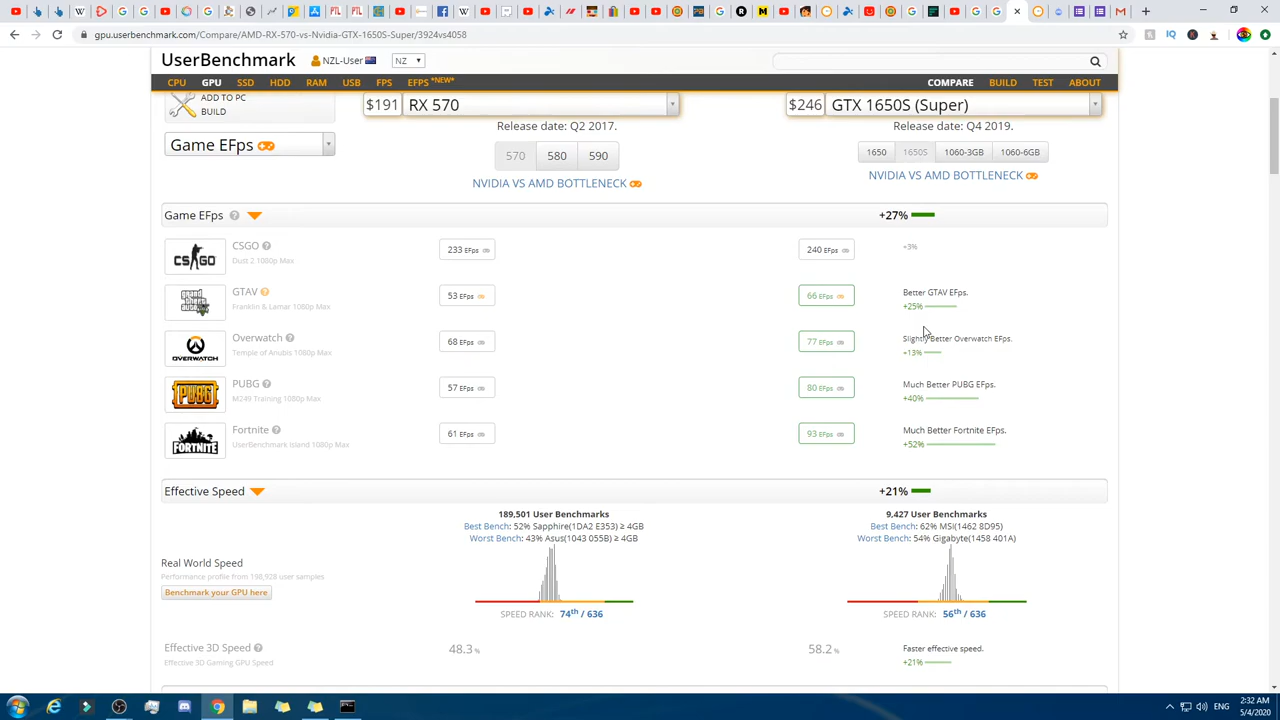 gpu.userbenchmark.com/Compare/AMD-RX-570-vs-Nvidia-GTX-1650S-Super/3924vs4058
UserBenchmark NZL-User NZ
CPU GPU SSD HDD RAM USB FPS EFPS *NEW* COMPARE BUILD TEST ABOUT
ADD TO PC
BUILD
$191 RX 570 $246 GTX 1650S (Super)
Release date: Q2 2017. Release date: Q4 2019.
Game EFps
570 580 590 1650 1650S 1060-3GB 1060-6GB
NVIDIA VS AMD BOTTLENECK NVIDIA VS AMD BOTTLENECK
Game EFps +27%
CSGO
Dust 2 1080p Max
233 EFps 240 EFps +3%
GTAV
Franklin & Lamar 1080p Max
53 EFps 66 EFps
Better GTAV EFps.
+25%
Overwatch
Temple of Anubis 1080p Max
68 EFps 77 EFps
Slightly Better Overwatch EFps.
+13%
PUBG
M249 Training 1080p Max
57 EFps 80 EFps
Much Better PUBG EFps.
+40%
Fortnite
UserBenchmark Island 1080p Max
61 EFps 93 EFps
Much Better Fortnite EFps.
+52%
CS GO
OVERWATCH
PUBG
FORTNITE
Effective Speed +21%
189,501 User Benchmarks 9,427 User Benchmarks
Best Bench: 52% Sapphire(1DA2 E353) ≥ 4GB Best Bench: 62% MSI(1462 8D95)
Worst Bench: 43% Asus(1043 055B) ≥ 4GB Worst Bench: 54% Gigabyte(1458 401A)
Real World Speed
Performance profile from 198,928 user samples
Benchmark your GPU here
SPEED RANK: 74th / 636 SPEED RANK: 56th / 636
Effective 3D Speed
Effective 3D Gaming GPU Speed
48.3 % 58.2 %
Faster effective speed.
+21%
ENG
2:32 AM
5/4/2020